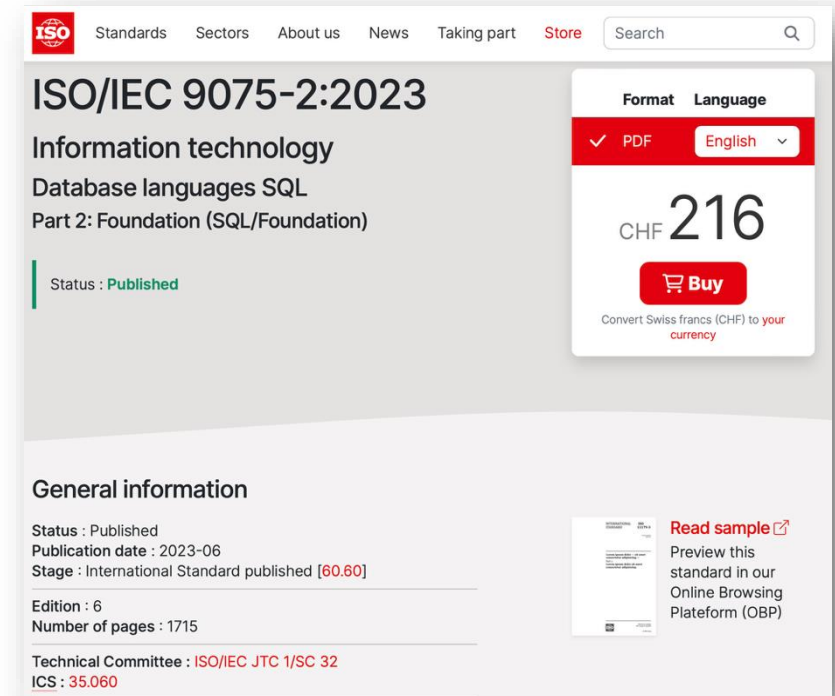 ISO
Standards Sectors About us News Taking part Store Search
ISO/IEC 9075-2:2023
Information technology
Database languages SQL
Part 2: Foundation (SQL/Foundation)
Status : Published
Format Language
PDF English
CHF 216
Buy
Convert Swiss francs (CHF) to your
currency
General information
Status : Published
Publication date : 2023-06
Stage : International Standard published [60.60]
Edition : 6
Number of pages : 1715
Technical Committee : ISO/IEC JTC 1/SC 32
ICS : 35.060
Read sample
Preview this
standard in our
Online Browsing
Plateform (OBP)